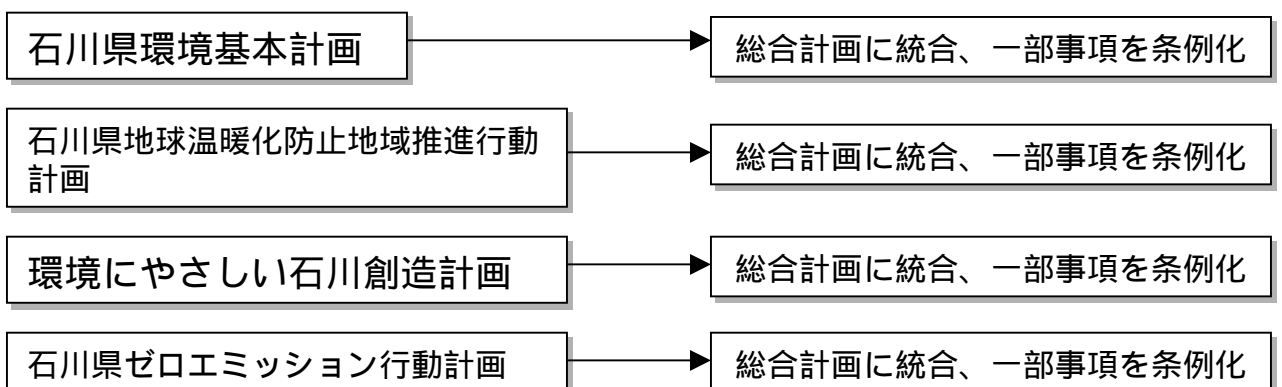 石川県環境基本計画
総合計画に統合、一部事項を条例化
石川県地球温暖化防止地域推進行動
計画
総合計画に統合、一部事項を条例化
環境にやさしい石川創造計画
総合計画に統合、一部事項を条例化
石川県ゼロエミッション行動計画
総合計画に統合、一部事項を条例化